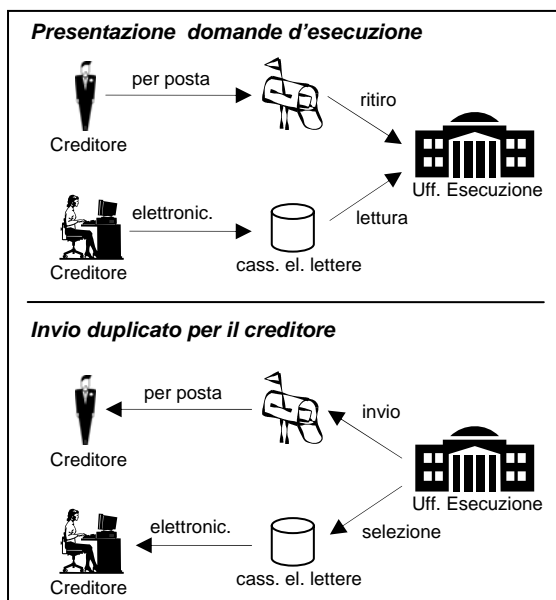 Presentazione domande d'esecuzione
per posta
ritiro
Creditore
Uff. Esecuzione
elettronic.
lettura
Creditore
cass. el. lettere
Invio duplicato per il creditore
per posta
invio
Creditore
Uff. Esecuzione
elettronic.
selezione
Creditore
cass. el. lettere